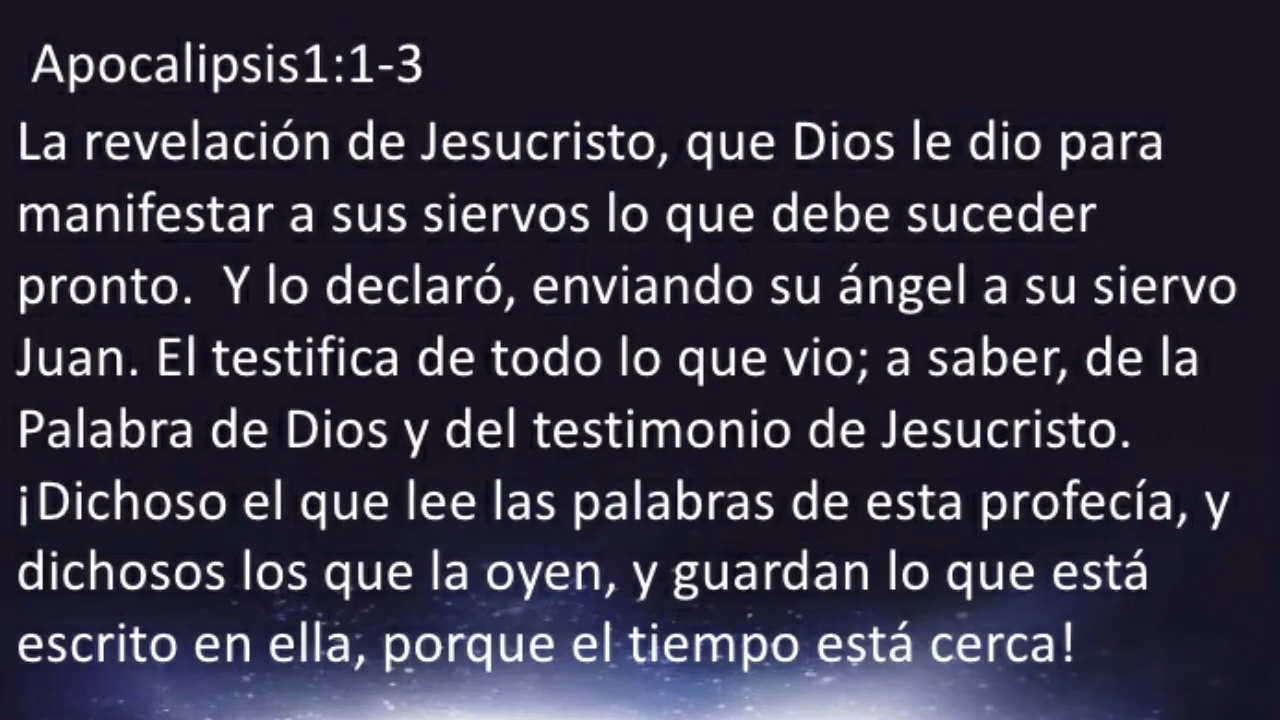 Apocalipsis1:1-3
La revelación de Jesucristo, que Dios le dio para
manifestar a sus siervos lo que debe suceder
pronto.  Y lo declaró, enviando su ángel a su siervo
Juan. El testifica de todo lo que vio; a saber, de la
Palabra de Dios y del testimonio de Jesucristo.
¡Dichoso el que lee las palabras de esta profecía, y
dichosos los que la oyen, y guardan lo que está
escrito en ella, porque el tiempo está cerca!